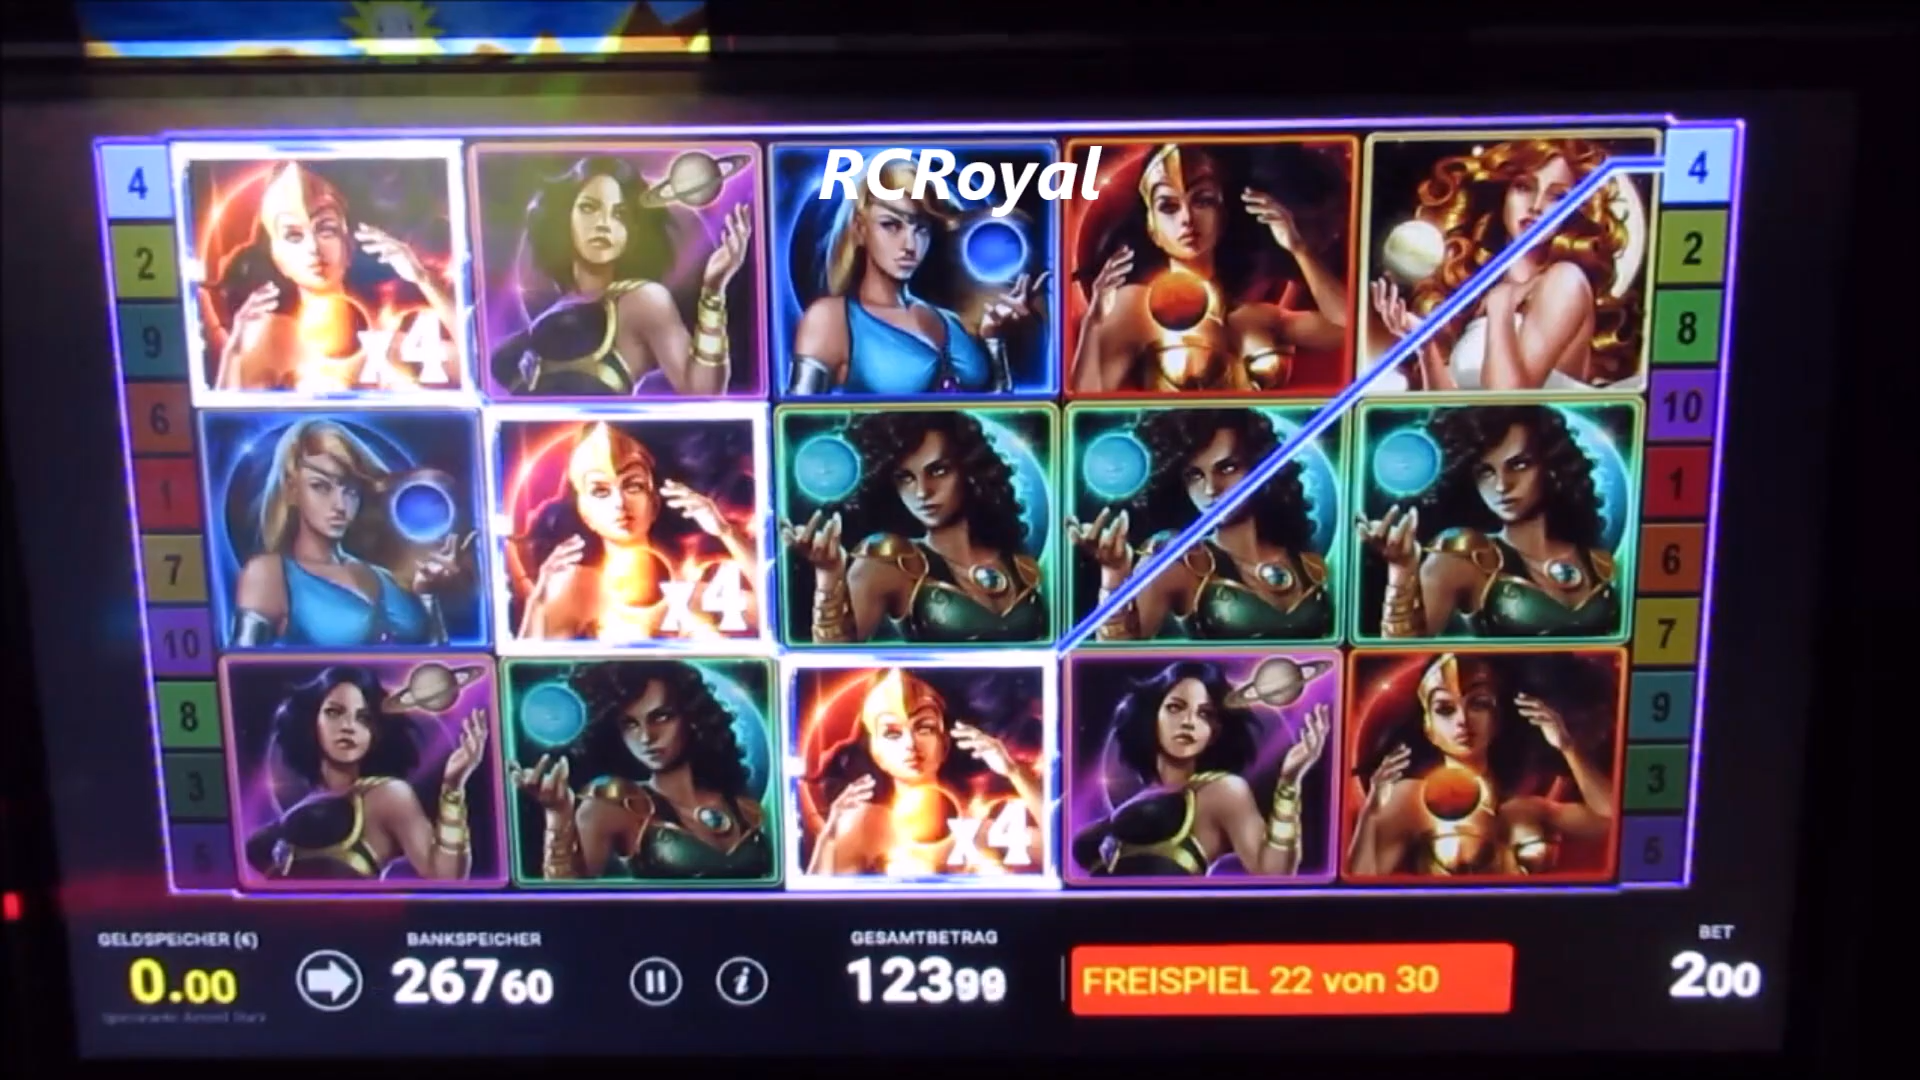 RCRoyal
4
4
x4
2
2
9
8
6
10
x4
1
1
7
6
10
7
8
9
x4
3
3
5
5
GELDSPEICHER (€)
BANKSPEICHER
GESAMTBETRAG
BET
0.00
26760
12399
FREISPIEL 22 von 30
200